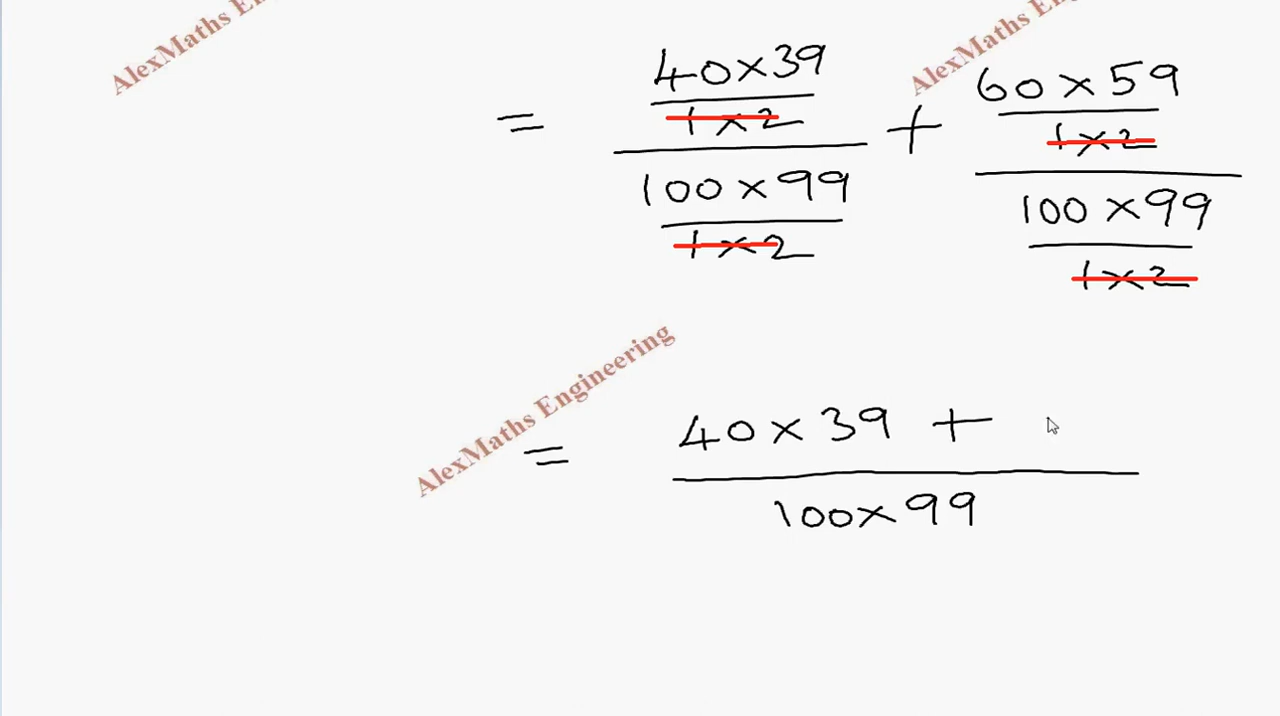 AlexMaths En
AlexMaths En
40×39 60×59
= 1×2 + 1×2
100×99 100×99
1×2 1×2
AlexMaths Engineering
= 40×39 +
100×99